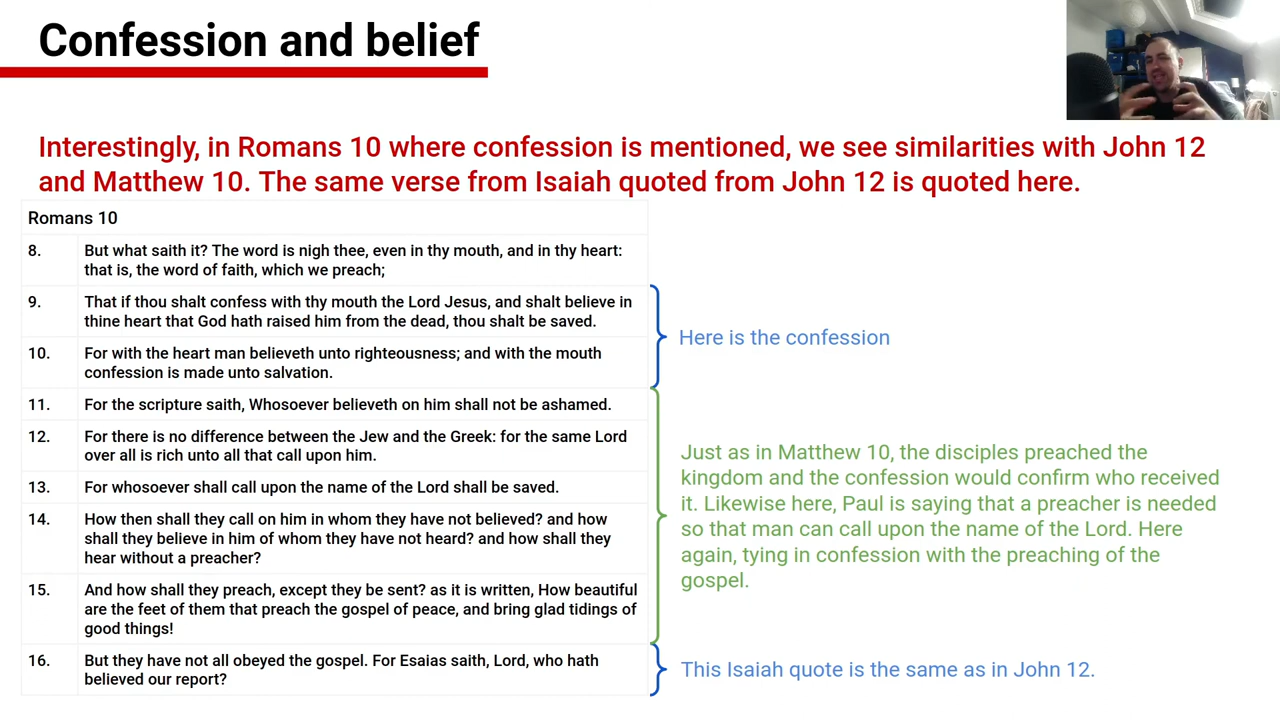 Confession and belief
Interestingly, in Romans 10 where confession is mentioned, we see similarities with John 12
and Matthew 10. The same verse from Isaiah quoted from John 12 is quoted here.
Romans 10
8. But what saith it? The word is nigh thee, even in thy mouth, and in thy heart:
that is, the word of faith, which we preach;
9. That if thou shalt confess with thy mouth the Lord Jesus, and shalt believe in
thine heart that God hath raised him from the dead, thou shalt be saved.
10. For with the heart man believeth unto righteousness; and with the mouth
confession is made unto salvation.
Here is the confession
11. For the scripture saith, Whosoever believeth on him shall not be ashamed.
12. For there is no difference between the Jew and the Greek: for the same Lord
over all is rich unto all that call upon him.
13. For whosoever shall call upon the name of the Lord shall be saved.
14. How then shall they call on him in whom they have not believed? and how
shall they believe in him of whom they have not heard? and how shall they
hear without a preacher?
15. And how shall they preach, except they be sent? as it is written, How beautiful
are the feet of them that preach the gospel of peace, and bring glad tidings of
good things!
Just as in Matthew 10, the disciples preached the
kingdom and the confession would confirm who received
it. Likewise here, Paul is saying that a preacher is needed
so that man can call upon the name of the Lord. Here
again, tying in confession with the preaching of the
gospel.
16. But they have not all obeyed the gospel. For Esaias saith, Lord, who hath
believed our report?
This Isaiah quote is the same as in John 12.